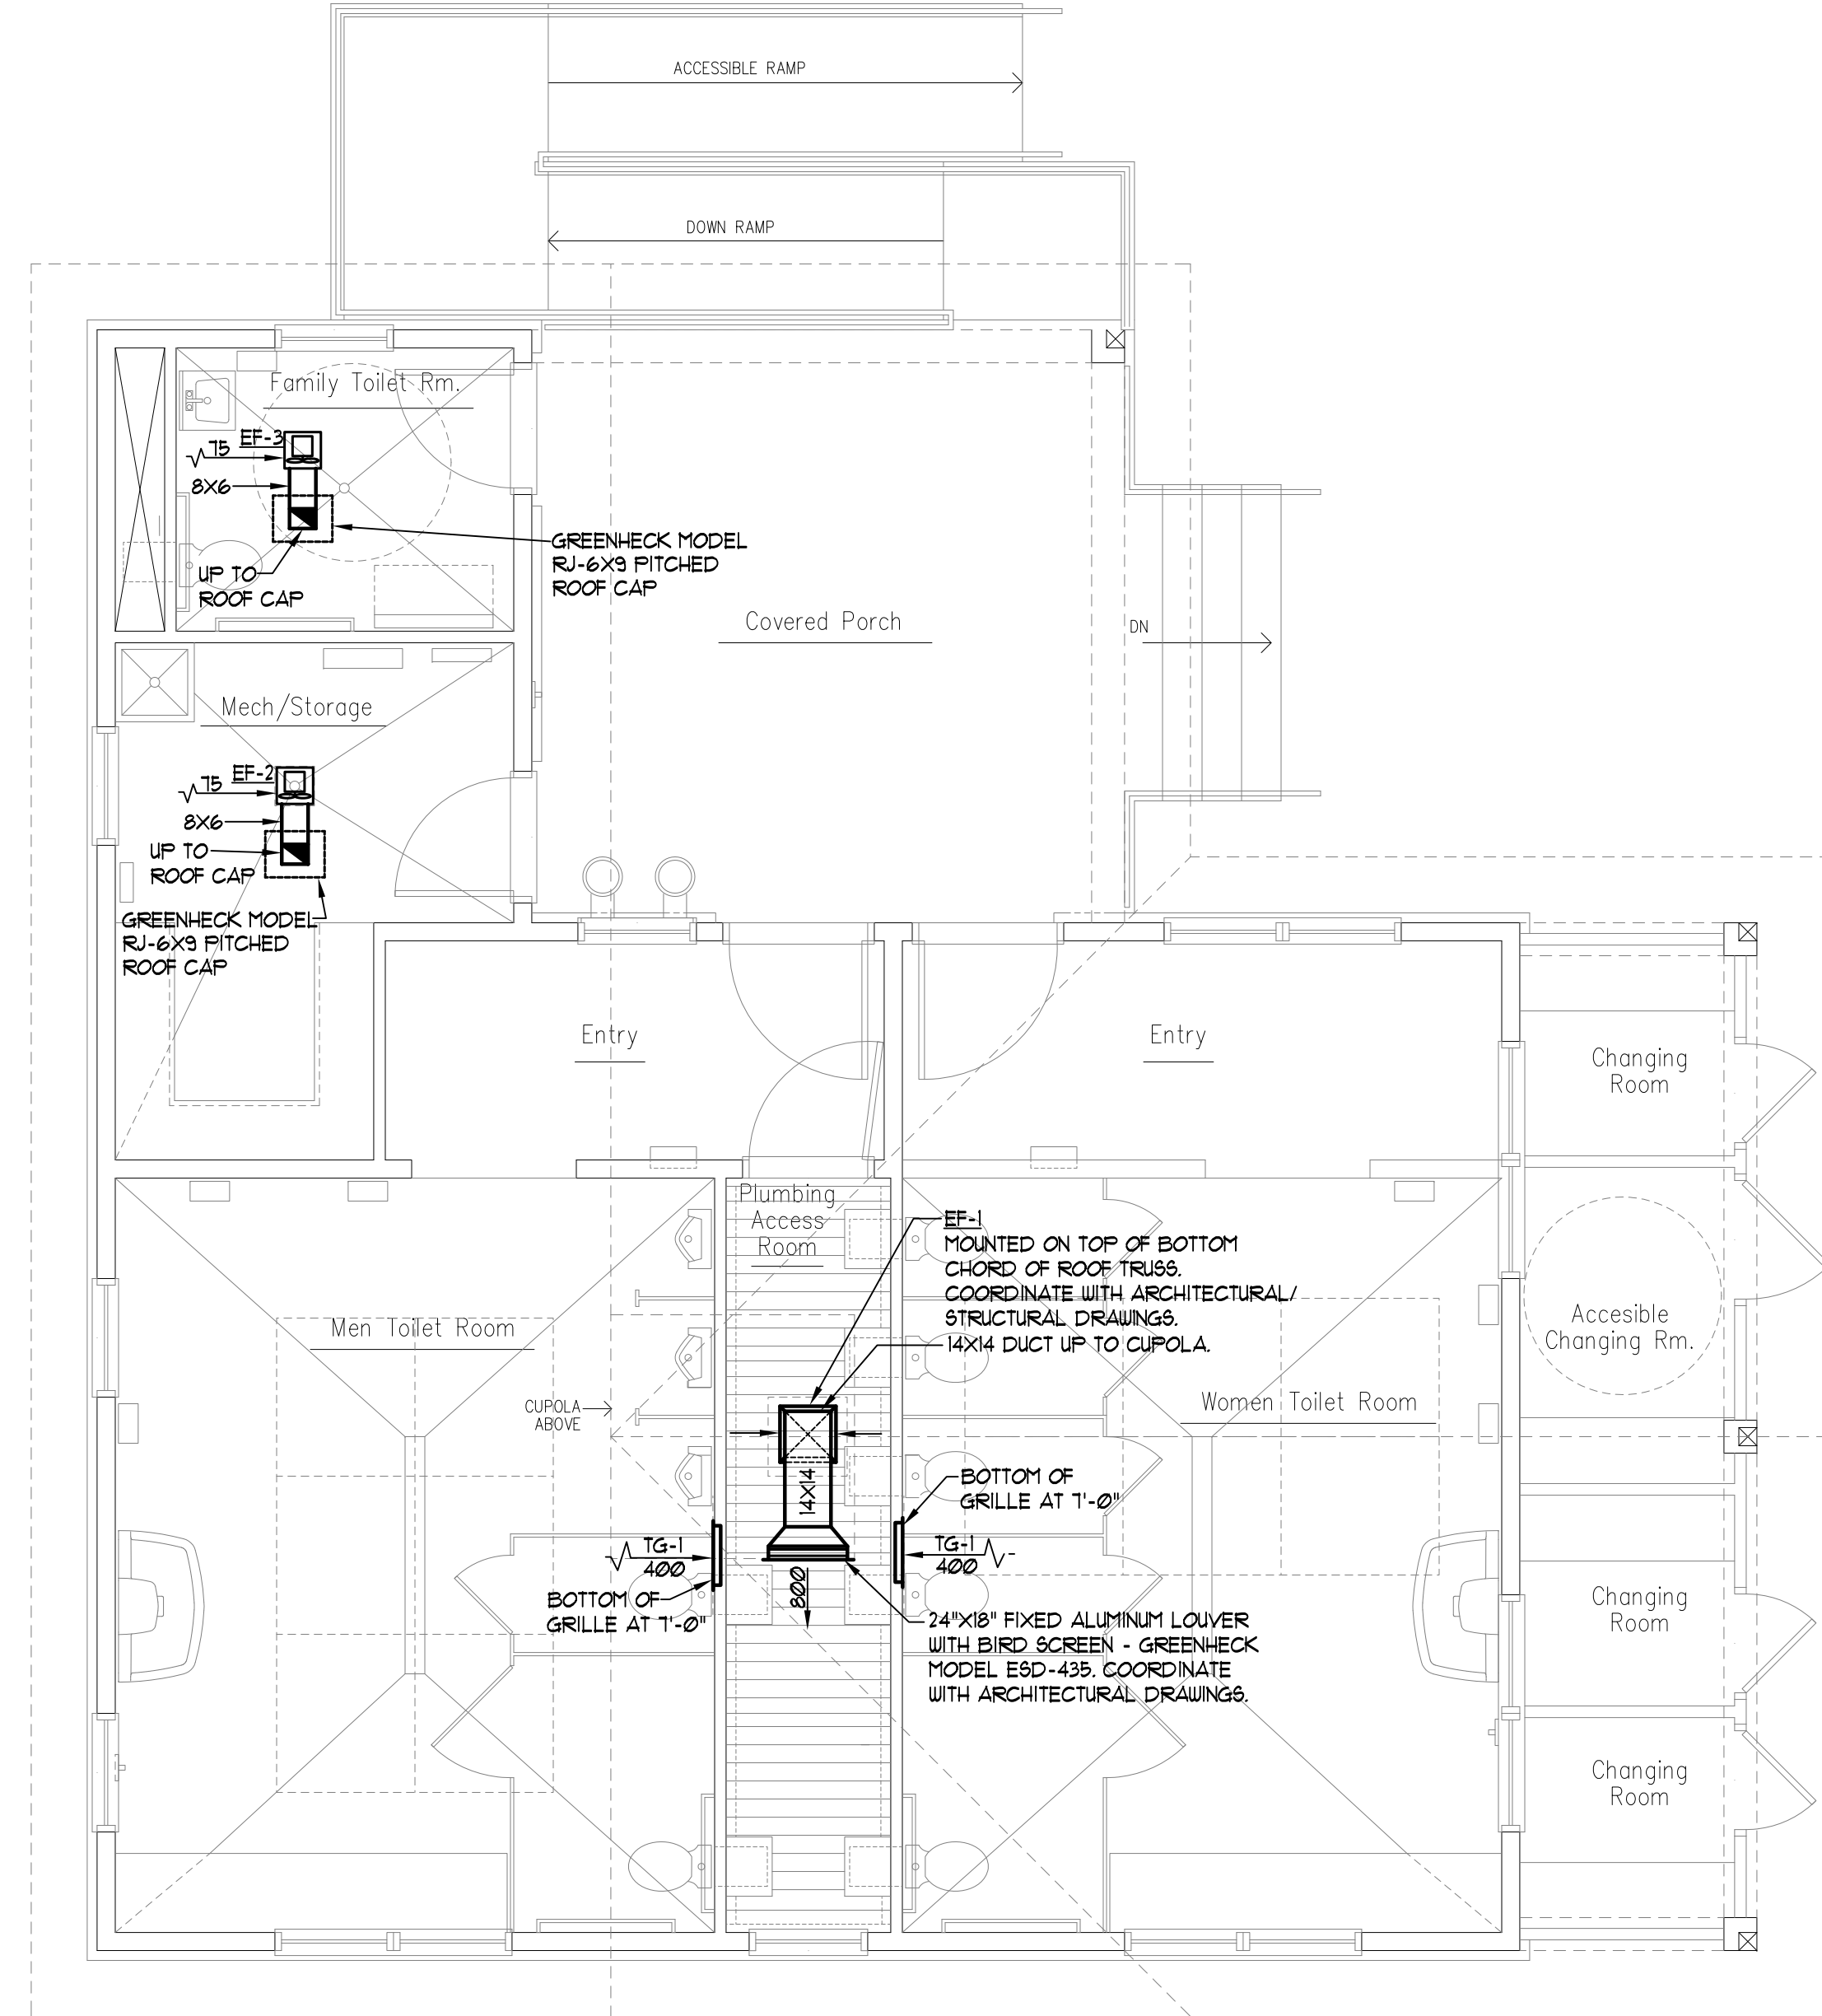 ACCESSIBLE RAMP
DOWN RAMP
Family Toilet Rm.
EF-3
75
8X6
UP TO
ROOF CAP
GREENHECK MODEL
RJ-6X9 PITCHED
ROOF CAP
Covered Porch
DN
Mech/Storage
EF-2
75
8X6
UP TO
ROOF CAP
GREENHECK MODEL
RJ-6X9 PITCHED
ROOF CAP
Entry
Entry
Changing
Room
Plumbing
Access
Room
EF-1
MOUNTED ON TOP OF BOTTOM
CHORD OF ROOF TRUSS.
COORDINATE WITH ARCHITECTURAL/
STRUCTURAL DRAWINGS.
14X14 DUCT UP TO CUPOLA.
Men Toilet Room
Accesible
Changing Rm.
CUPOLA
ABOVE
Women Toilet Room
14X14
BOTTOM OF
GRILLE AT 7'-0"
TG-1
400
TG-1
400
BOTTOM OF
GRILLE AT 7'-0"
800
24"X18" FIXED ALUMINUM LOUVER
WITH BIRD SCREEN - GREENHECK
MODEL ESD-435. COORDINATE
WITH ARCHITECTURAL DRAWINGS.
Changing
Room
Changing
Room